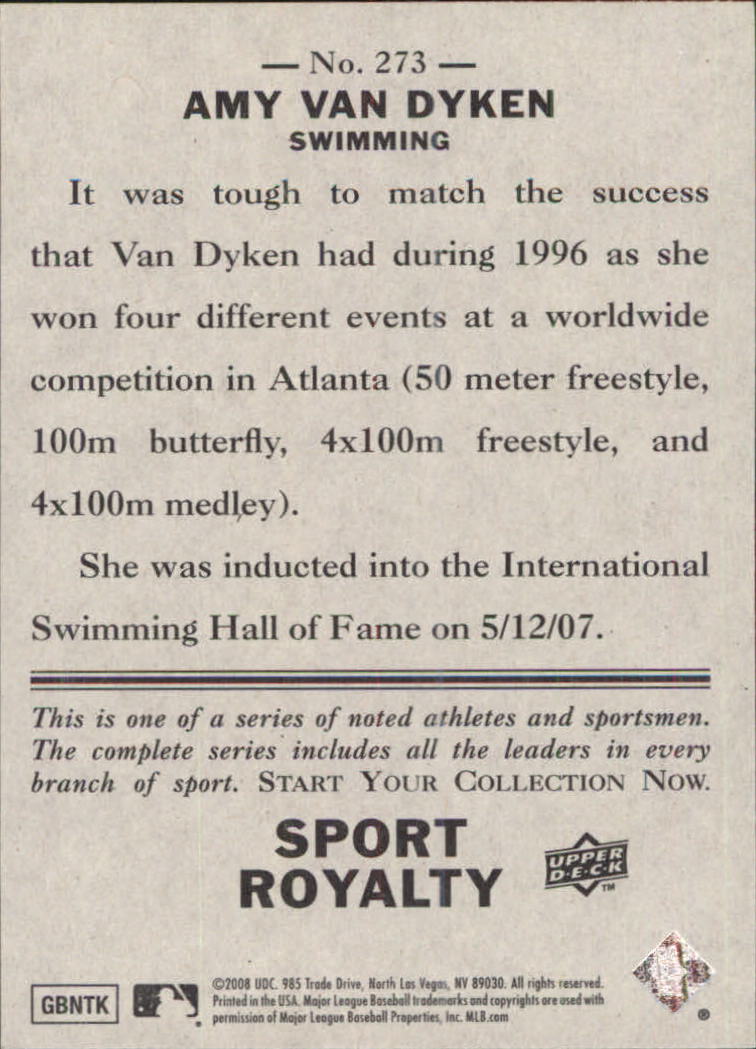 — No. 273 —
AMY VAN DYKEN
SWIMMING
It was tough to match the success
that Van Dyken had during 1996 as she
won four different events at a worldwide
competition in Atlanta (50 meter freestyle,
100m butterfly, 4x100m freestyle, and
4x100m medley).
She was inducted into the International
Swimming Hall of Fame on 5/12/07.
This is one of a series of noted athletes and sportsmen.
The complete series includes all the leaders in every
branch of sport. START YOUR COLLECTION NOW.
SPORT
ROYALTY
UPPER
D·E·C·K
TM
GBNTK
©2008 UDC. 985 Trade Drive, North Las Vegas, NV 89030. All rights reserved.
Printed in the USA. Major League Baseball trademarks and copyrights are used with
permission of Major League Baseball Properties, Inc. MLB.com
®